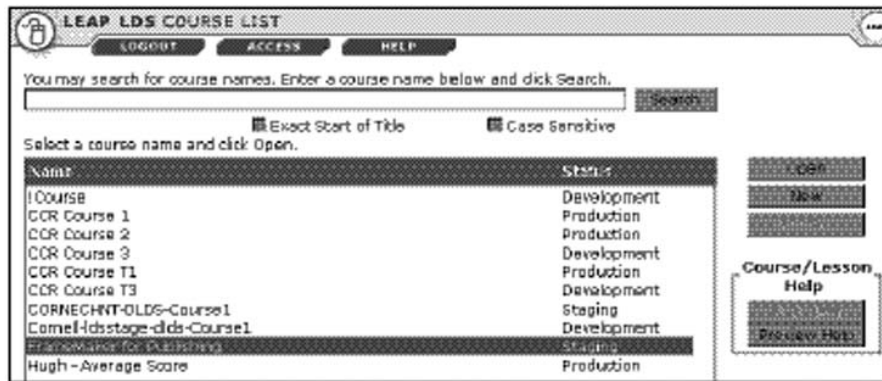 LEAP LDS COURSE LIST
LOGOUT ACCESS HELP
You may search for course names. Enter a course name below and click Search.
Search
Exact Start of Title Case Sensitive
Select a course name and click Open.
Name Status
Open
!Course Development
New
CCR Course 1 Production
CCR Course 2 Production
CCR Course 3 Development
CCR Course T1 Production
CCR Course T3 Development
CORNECHNT-OLDS-Course1 Staging
Cornell-ldsstage-dlds-Course1 Development
FrameMaker for Publishing Staging
Hugh - Average Score Production
Course/Lesson
Help
Preview Help